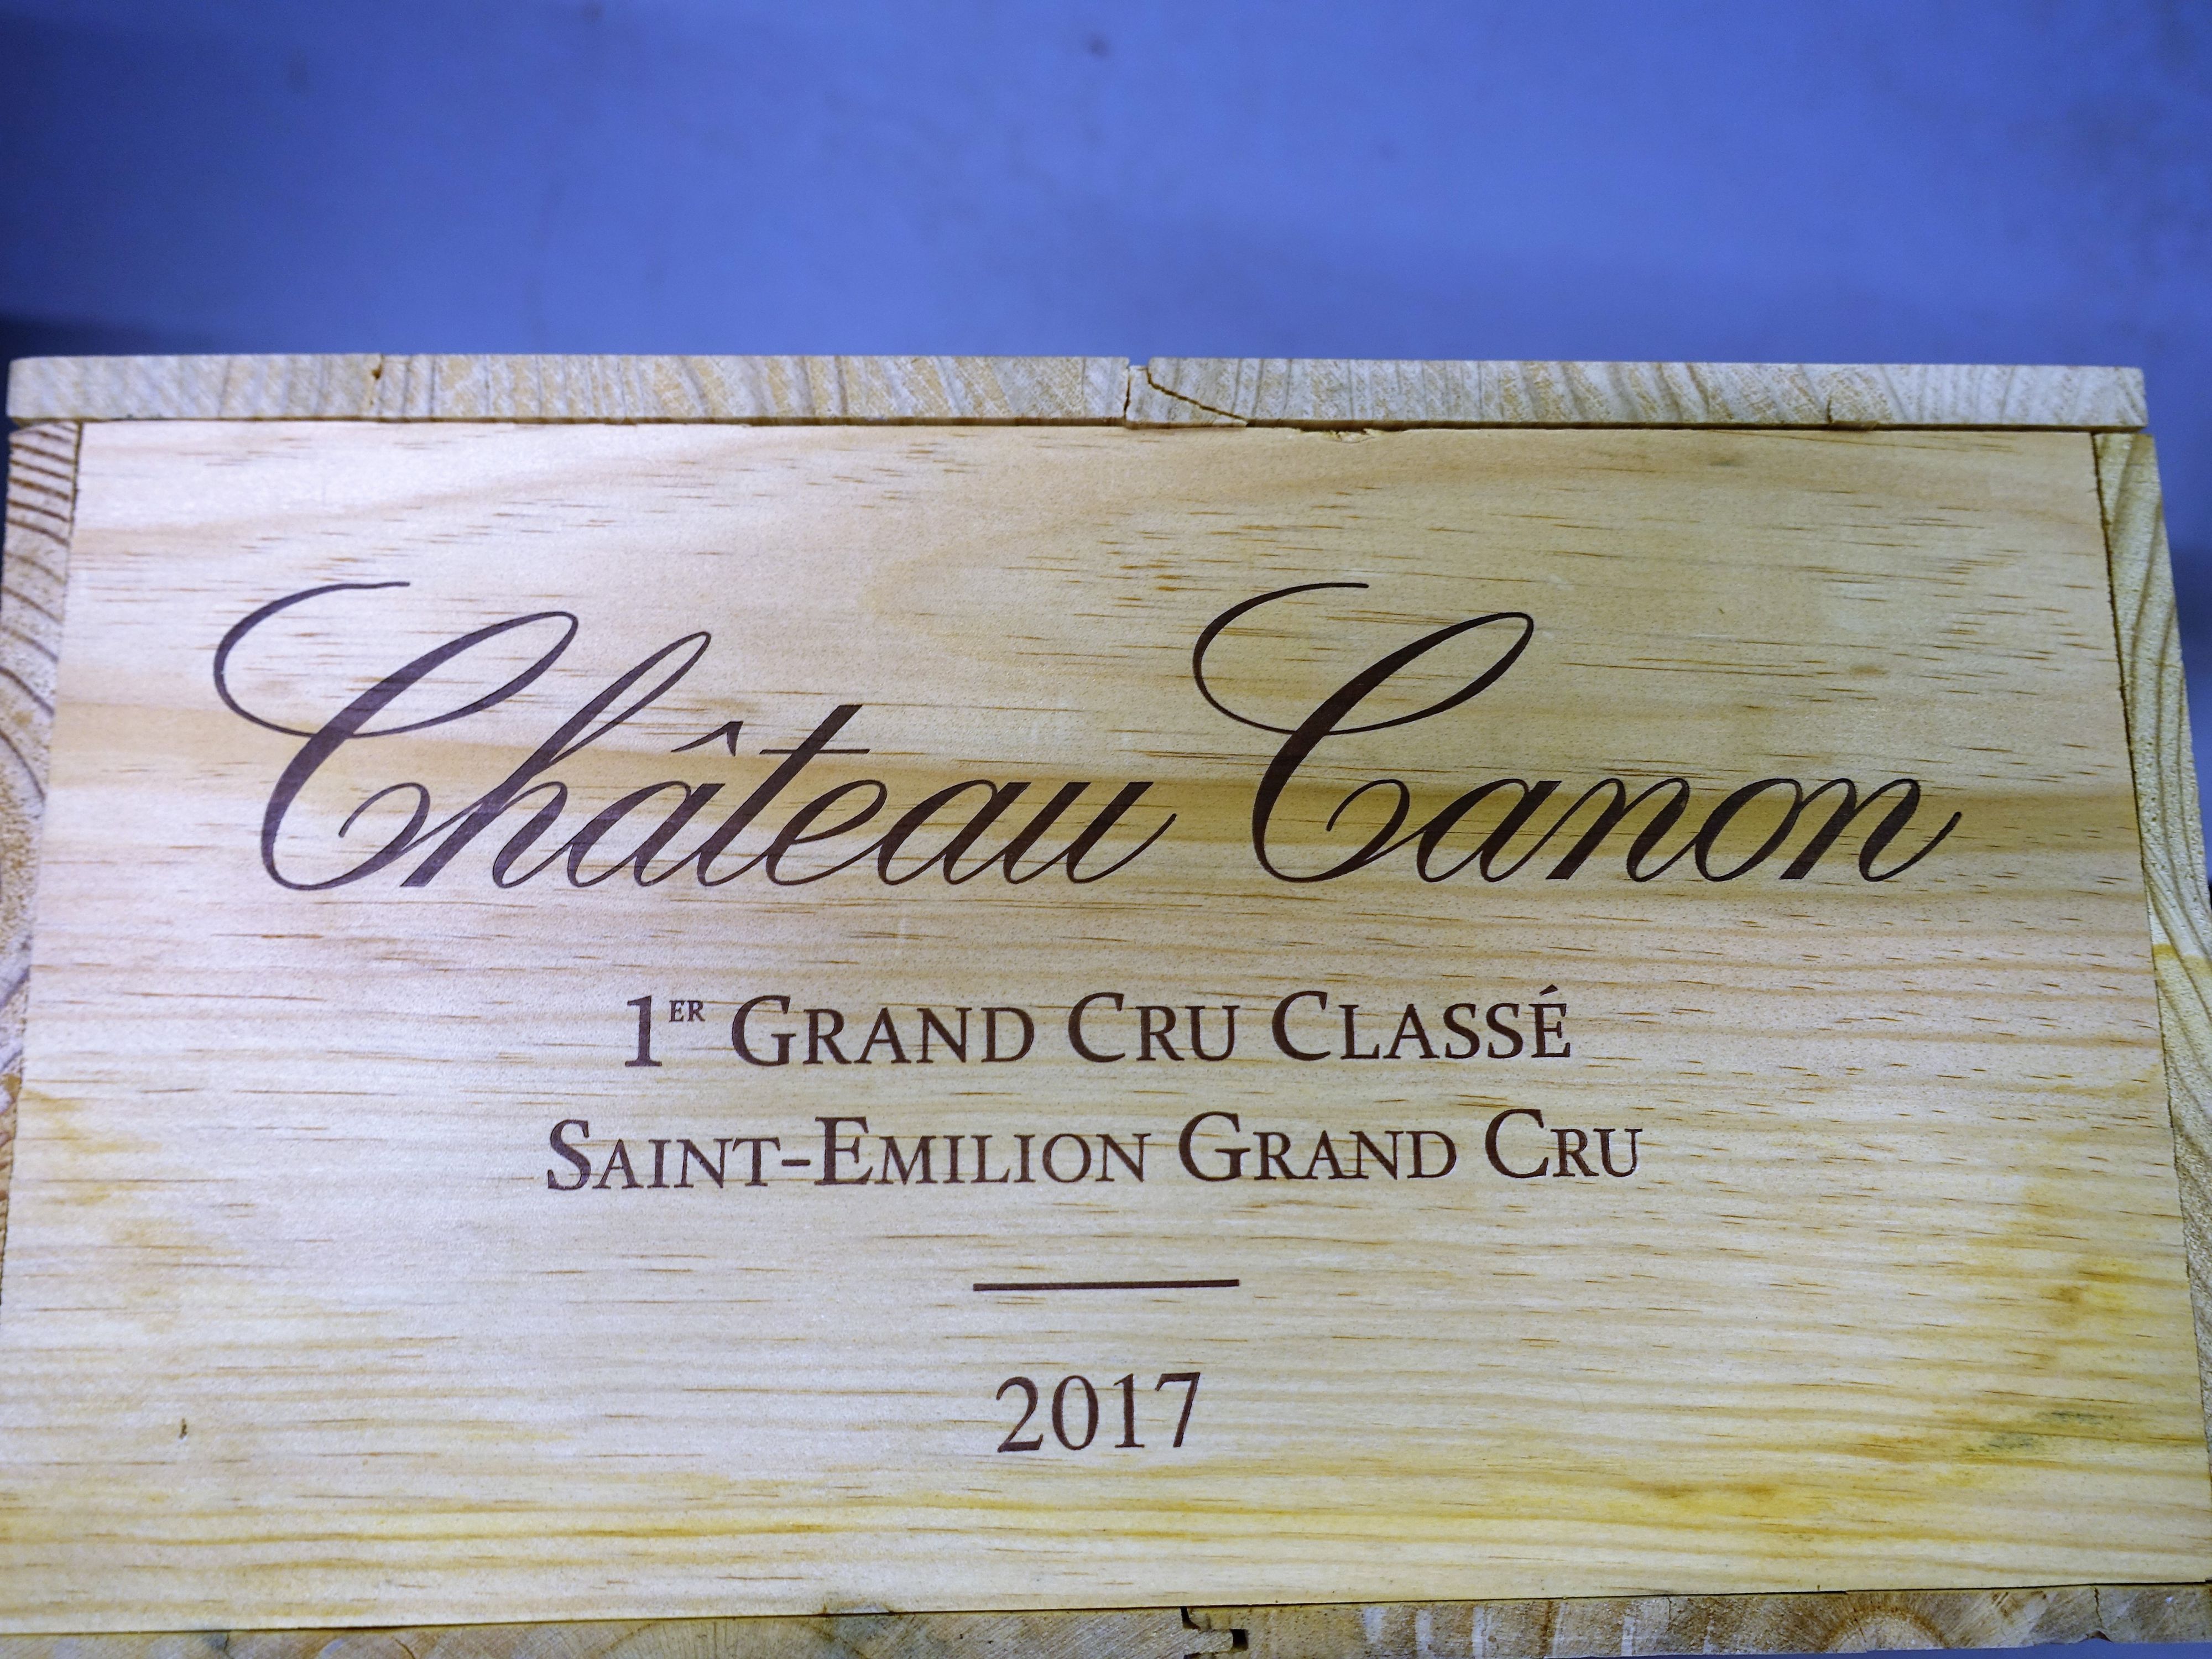 Château Canon
1ER GRAND CRU CLASSÉ
SAINT-EMILION GRAND CRU
2017